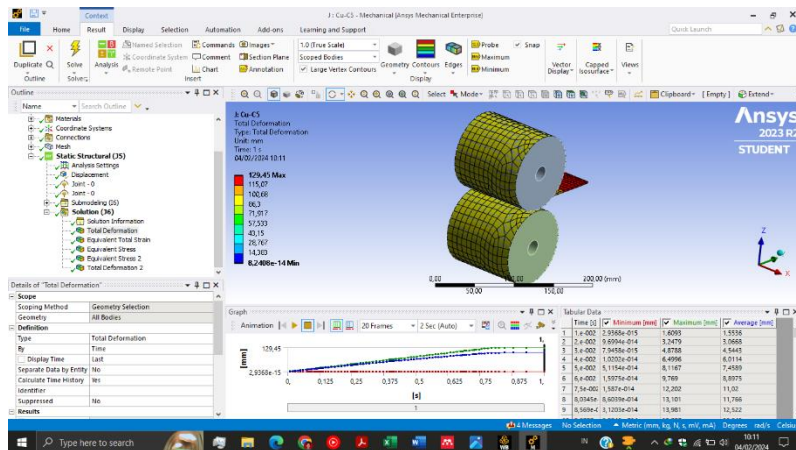 Context
J : Cu-C5 - Mechanical [Ansys Mechanical Enterprise]
File Home Result Display Selection Automation Add-ons Learning and Support
Quick Launch
Duplicate Q Solve Analysis
Named Selection Commands Images
Coordinate System Comment Section Plane
Remote Point Chart Annotation
1.0 (True Scale)
Scoped Bodies
Large Vertex Contours
Geometry Contours Edges
Probe Snap
Maximum
Minimum
Vector Display Capped Isosurface Views
Outline Solver Insert Display
Outline
Name Search Outline
Select Mode Clipboard [ Empty ] Extend
Materials
Coordinate Systems
Connections
Mesh
Static Structural (J5)
Analysis Settings
Displacement
Joint - 0
Joint - 0
Submodeling (J5)
Solution (J6)
Solution Information
Total Deformation
Equivalent Total Strain
Equivalent Stress
Equivalent Stress 2
Total Deformation 2
J: Cu-C5
Total Deformation
Type: Total Deformation
Unit: mm
Time: 1 s
04/02/2024 10:11
129,45 Max
115,07
100,68
86,3
71,917
57,533
43,15
28,767
14,383
6,2408e-14 Min
Ansys
2023 R2
STUDENT
Z
X
0,00 100,00 200,00 (mm)
50,00 150,00
Details of "Total Deformation"
Scope
Scoping Method Geometry Selection
Geometry All Bodies
Definition
Type Total Deformation
By Time
Display Time Last
Separate Data by Entity No
Calculate Time History Yes
Identifier
Suppressed No
Results
Graph
Animation 20 Frames 2 Sec (Auto)
129,45
[mm]
2,9368e-15
0, 0,125 0,25 0,375 0,5 0,625 0,75 0,875 1,
[s]
1
Tabular Data
Time [s] Minimum [mm] Maximum [mm] Average [mm]
1 1,e-002 2,9368e-015 1,6093 1,5536
2 2,e-002 9,6994e-014 3,2479 3,0668
3 3,e-002 7,9459e-015 4,8788 4,5443
4 4,e-002 1,0202e-014 6,4996 6,0114
5 5,e-002 5,1154e-014 8,1167 7,4589
6 6,e-002 1,5975e-014 9,769 8,8975
7 7,5e-002 1,587e-014 12,202 11,02
8 8,0345e- 8,6039e-014 13,101 11,766
9 8,569e-( 3,1203e-014 13,981 12,522
4 Messages No Selection Metric (mm, kg, N, s, mV, mA) Degrees rad/s Celsiu
Type here to search
IN
10:11
04/02/2024